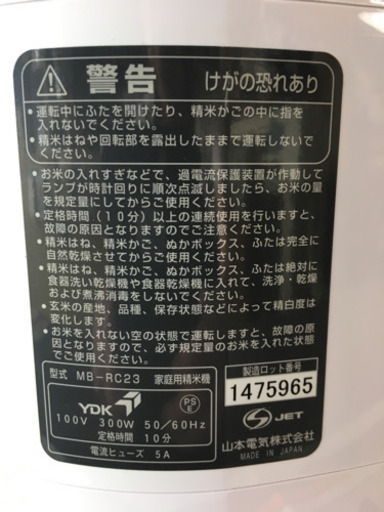 警告 けがの恐れあり
・運転中にふたを開けたり、精米かごの中に指を
入れないでください。
・精米はねや回転部を露出したままで運転しないで
ください。
・お米の入れすぎなどで、過電流保護装置が作動して
ランプが時計回りに順次点滅しましたら、お米の量
を規定量にしてからご使用ください。
・定格時間(10分)以上の連続使用を行いますと、
故障の原因となりますのでご注意ください。
・精米はね、精米かご、ぬかボックス、ふたは完全に
自然乾燥させてからご使用ください。
・精米はね、精米かご、ぬかボックス、ふたは絶対に
食器洗い乾燥機や食器乾燥機に入れて、洗浄・乾燥
および煮沸消毒をしないでください。
・玄米の産地、品種、保存状態などによって精白度は
変化します。
・お米を入れない空の状態で運転しますと、故障の原
因となりますので、必ず規定量のお米を入れた状態
でご使用ください。
型式 MB-RC23 家庭用精米機
製造ロット番号
1475965
YDK
PS
E
100V 300W 50/60Hz
定格時間 10分
電流ヒューズ 5A
JET
山本電気株式会社
MADE IN JAPAN